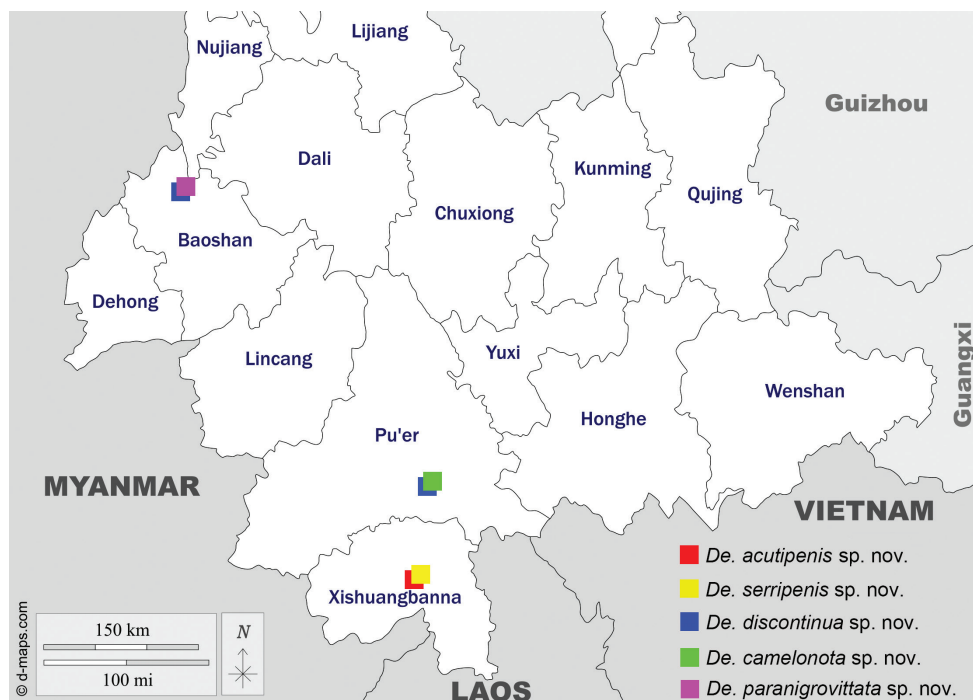 Lijiang
Nujiang
Guizhou
Dali
Kunming
Qujing
Chuxiong
Baoshan
Dehong
Guangxi
Lincang
Yuxi
Wenshan
Honghe
Pu'er
MYANMAR
VIETNAM
De. acutipenis sp. nov.
De. serripenis sp. nov.
Xishuangbanna
De. discontinua sp. nov.
150 km
N
De. camelonota sp. nov.
100 mi
De. paranigrovittata sp. nov.
LAOS
© d-maps.com